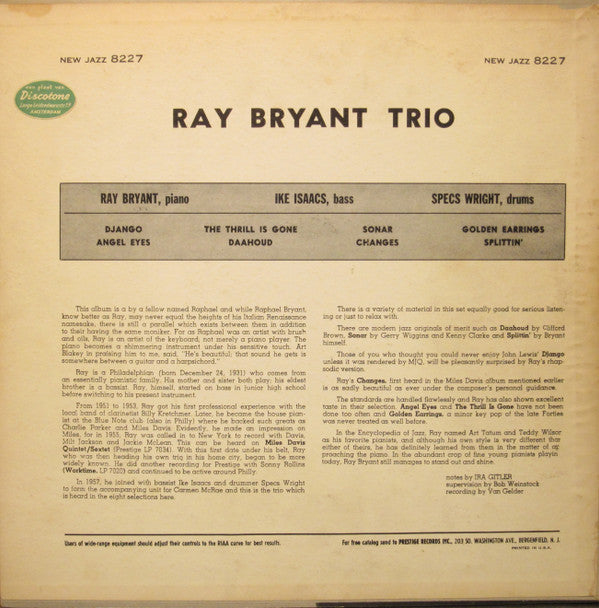 NEW JAZZ 8227
NEW JAZZ 8227
een plaat van
Discotone
AMSTERDAM
RAY BRYANT TRIO
RAY BRYANT, piano IKE ISAACS, bass SPECS WRIGHT, drums
DJANGO THE THRILL IS GONE SONAR GOLDEN EARRINGS
ANGEL EYES DAAHOUD CHANGES SPLITTIN'
This album is a by a fellow named Raphael and while Raphael Bryant,
know better as Ray, may never equal the heights of his Italian Renaissance
namesake, there is still a parallel which exists between them in addition
to their having the same moniker. For as Raphael was an artist with brush
and oils, Ray is an artist of the keyboard, not merely a piano player. The
piano becomes a shimmering instrument under his sensitive touch. Art
Blakey in praising him to me, said, "He's beautiful; that sound he gets is
somewhere between a guitar and a harpsichord."
Ray is a Philadelphian (born December 24, 1931) who comes from
an essentially pianistic family. His mother and sister both play; his eldest
brother is a bassist. Ray, himself, started on bass in junior high school
before switching to his present instrument.
From 1951 to 1953, Ray got his first professional experience with the
local band of clarinetist Billy Kretchmer. Later, he became the house pian-
ist at the Blue Note club (also in Philly) where he backed such greats as
Charlie Parker and Miles Davis. Evidently, he made an impression on
Miles, for in 1955, Ray was called in to New York to record with Davis,
Milt Jackson and Jackie McLean. This can be heard on Miles Davis
Quintet/Sextet (Prestige LP 7034). With this first date under his belt, Ray
who was then heading his own trio in his home city, began to be more
widely known. He did another recording for Prestige with Sonny Rollins
(Worktime, LP 7020) and continued to be active around Philly.
In 1957, he joined with bassist Ike Isaacs and drummer Specs Wright
to form the accompanying unit for Carmen McRae and this is the trio which
is heard in the eight selections here.
There is a variety of material in this set equally good for serious listen-
ing or just to relax with.
There are modern jazz originals of merit such as Daahoud by Clifford
Brown, Sonar by Gerry Wiggins and Kenny Clarke and Splittin' by Bryant
himself.
Those of you who thought you could never enjoy John Lewis' Django
unless it was rendered by MJQ, will be pleasantly surprised by Ray's rhap-
sodic version.
Ray's Changes, first heard in the Miles Davis album mentioned earlier
is as sadly beautiful as ever under the composer's personal guidance.
The standards are handled flawlessly and Ray has also shown excellent
taste in their selection. Angel Eyes and The Thrill Is Gone have not been
done too often and Golden Earrings, a minor key pop of the late Forties
was never treated as well before.
In the Encyclopedia of Jazz, Ray named Art Tatum and Teddy Wilson
as his favorite pianists, and although his own style is very different than
either of theirs, he has definitely learned from them in the matter of ap-
proaching the piano. In the abundant crop of fine young pianists playin
today, Ray Bryant still manages to stand out and shine.
notes by IRA GITLER
supervision by Bob Weinstock
recording by Van Gelder
Users of wide-range equipment should adjust their controls to the RIAA curve for best results.
For free catalog send to PRESTIGE RECORDS INC., 203 SO. WASHINGTON AVE., BERGENFIELD, N. J.
PRINTED IN U.S.A.